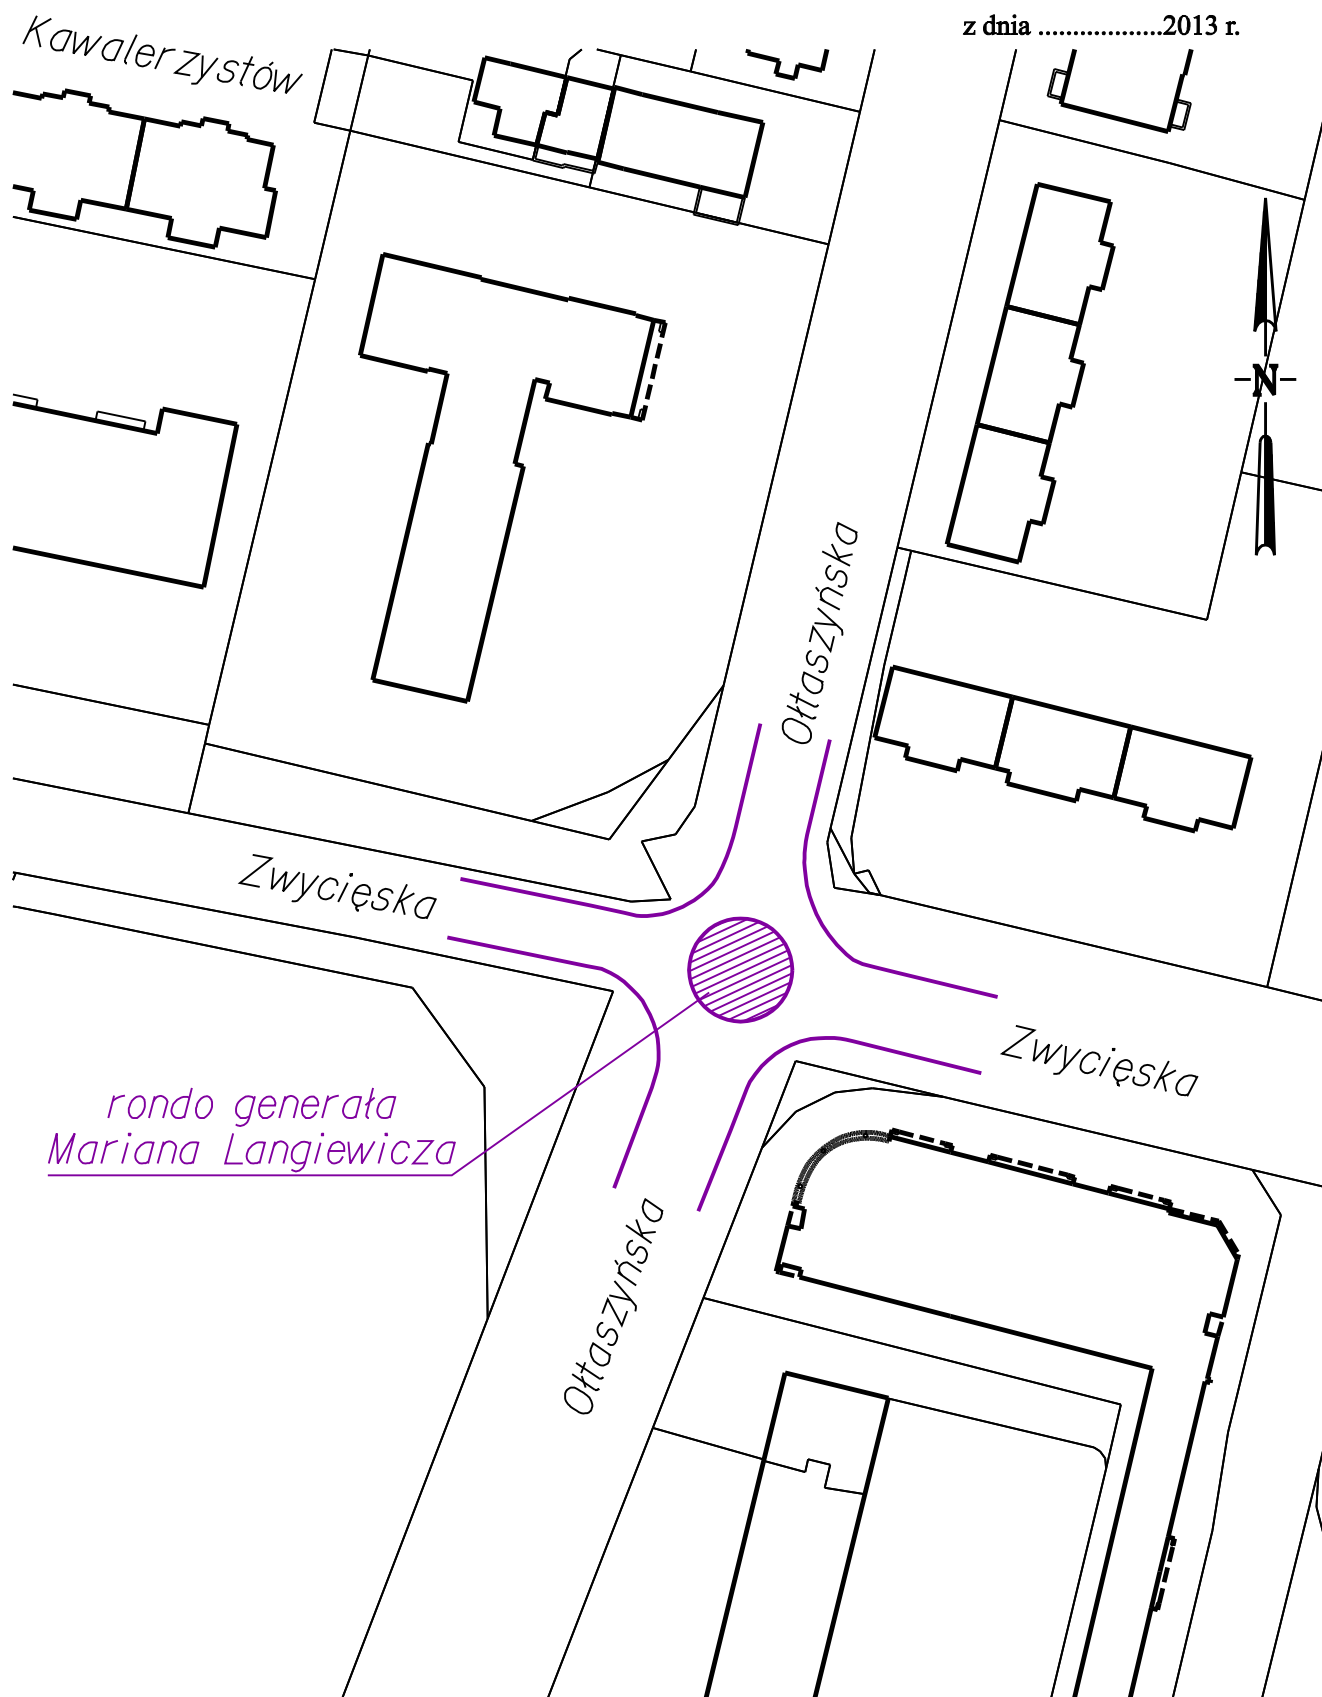 z dnia ...................2013 r.
Kawalerzystów
N
Ołtaszyńska
Zwycięska
Zwycięska
rondo generała
Mariana Langiewicza
Ołtaszyńska